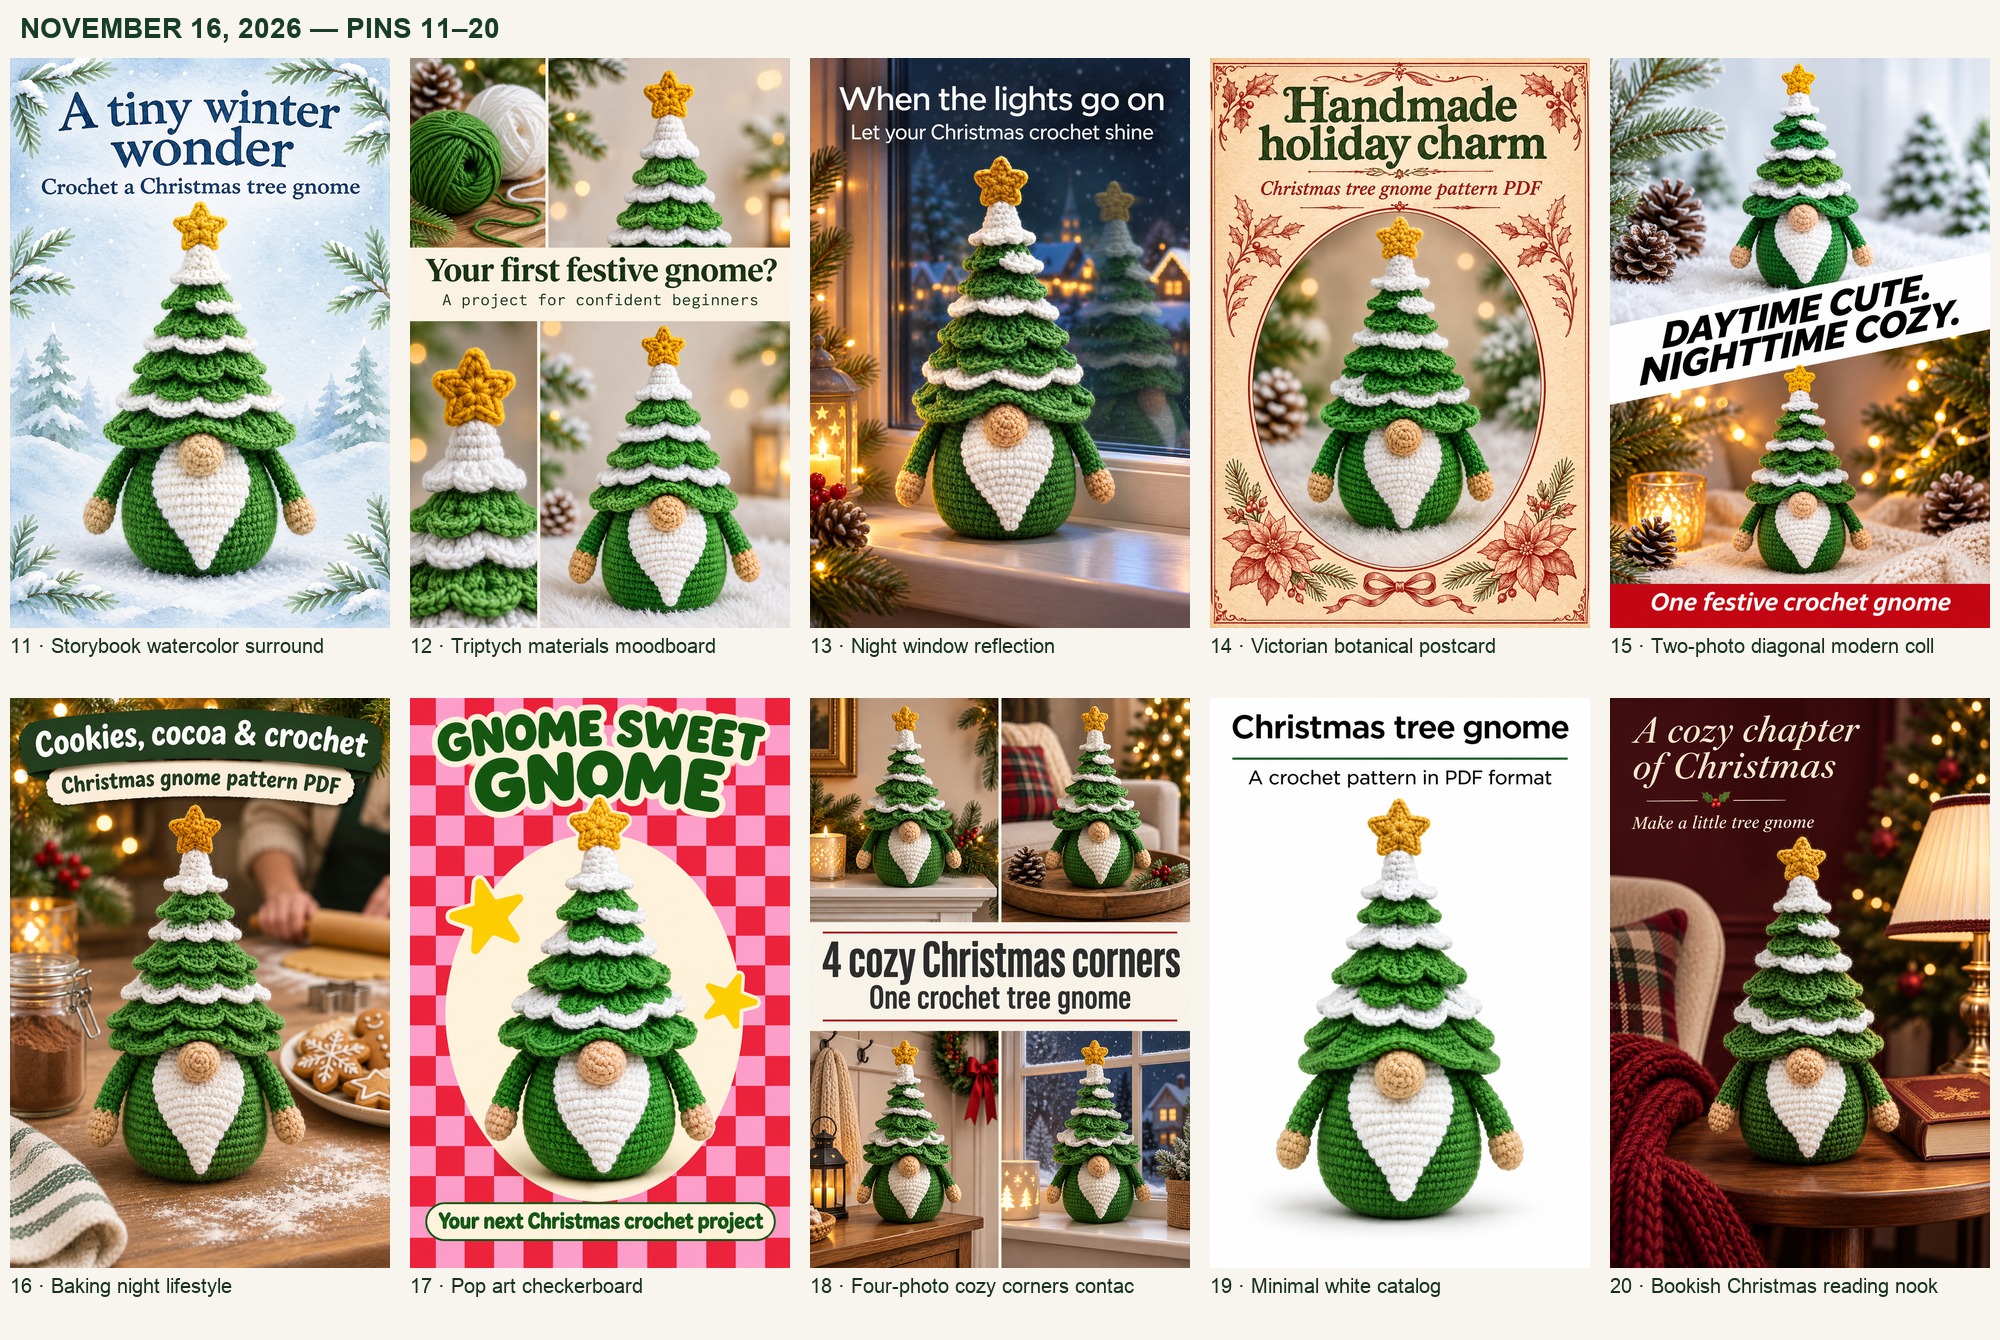 NOVEMBER 16, 2026 — PINS 11–20
A tiny winter
wonder
Crochet a Christmas tree gnome
11 · Storybook watercolor surround
Your first festive gnome?
A project for confident beginners
12 · Triptych materials moodboard
When the lights go on
Let your Christmas crochet shine
13 · Night window reflection
Handmade
holiday charm
Christmas tree gnome pattern PDF
14 · Victorian botanical postcard
DAYTIME CUTE.
NIGHTTIME COZY.
One festive crochet gnome
15 · Two-photo diagonal modern coll
Cookies, cocoa & crochet
Christmas gnome pattern PDF
16 · Baking night lifestyle
GNOME SWEET
GNOME
Your next Christmas crochet project
17 · Pop art checkerboard
4 cozy Christmas corners
One crochet tree gnome
18 · Four-photo cozy corners contac
Christmas tree gnome
A crochet pattern in PDF format
19 · Minimal white catalog
A cozy chapter
of Christmas
Make a little tree gnome
20 · Bookish Christmas reading nook